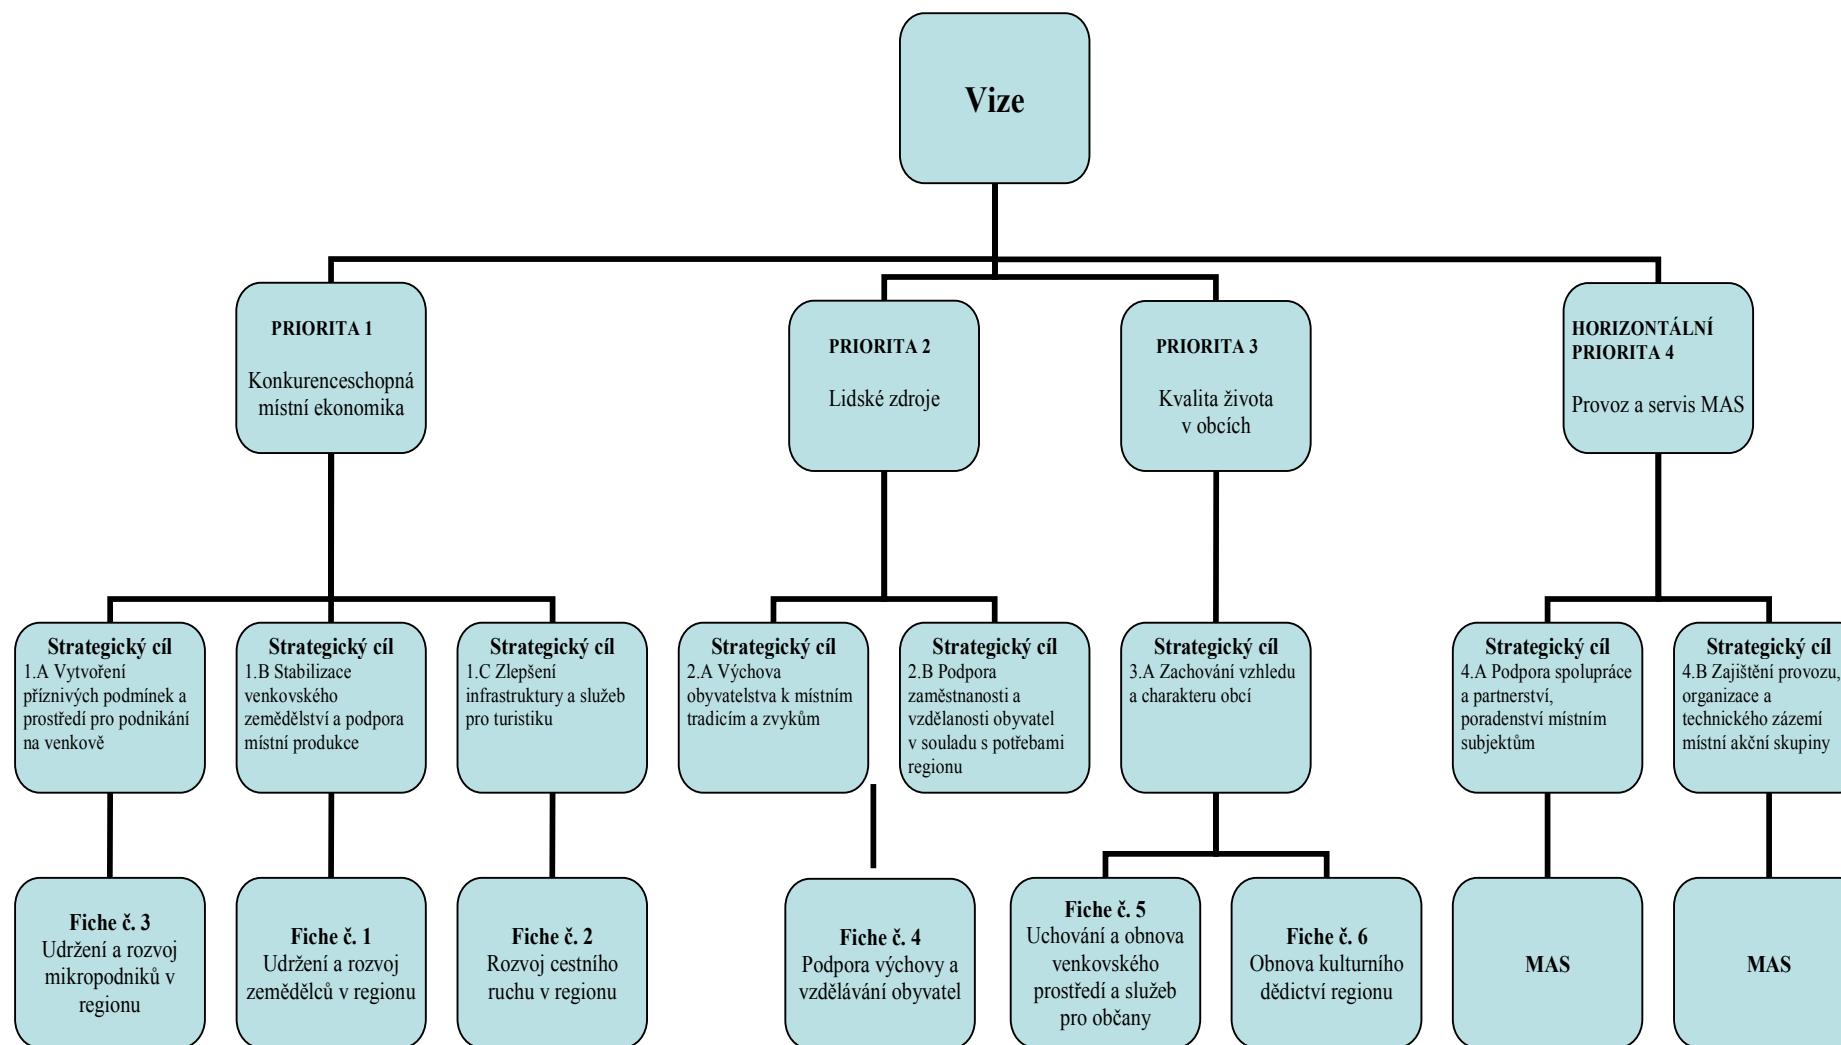 Vize
PRIORITA 1
Konkurenceschopná
místní ekonomika
PRIORITA 2
Lidské zdroje
PRIORITA 3
Kvalita života
v obcích
HORIZONTÁLNÍ
PRIORITA 4
Provoz a servis MAS
Strategický cíl
1.A Vytvoření
příznivých podmínek a
prostředí pro podnikání
na venkově
Strategický cíl
1.B Stabilizace
venkovského
zemědělství a podpora
místní produkce
Strategický cíl
1.C Zlepšení
infrastruktury a služeb
pro turistiku
Strategický cíl
2.A Výchova
obyvatelstva k místním
tradicím a zvykům
Strategický cíl
2.B Podpora
zaměstnanosti a
vzdělanosti obyvatel
v souladu s potřebami
regionu
Strategický cíl
3.A Zachování vzhledu
a charakteru obcí
Strategický cíl
4.A Podpora spolupráce
a partnerství,
poradenství místním
subjektům
Strategický cíl
4.B Zajištění provozu,
organizace a
technického zázemí
místní akční skupiny
Fiche č. 3
Udržení a rozvoj
mikropodniků v
regionu
Fiche č. 1
Udržení a rozvoj
zemědělců v regionu
Fiche č. 2
Rozvoj cestního
ruchu v regionu
Fiche č. 4
Podpora výchovy a
vzdělávání obyvatel
Fiche č. 5
Uchování a obnova
venkovského
prostředí a služeb
pro občany
Fiche č. 6
Obnova kulturního
dědictví regionu
MAS
MAS